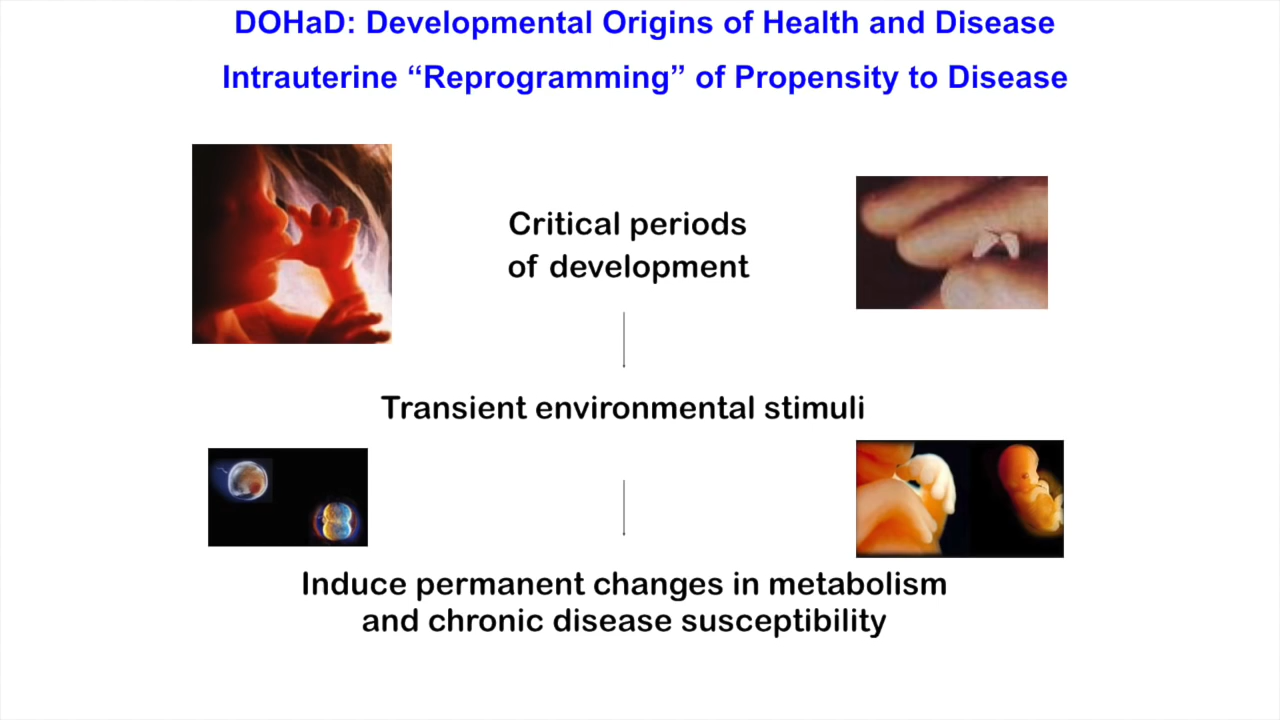 DOHaD: Developmental Origins of Health and Disease
Intrauterine “Reprogramming” of Propensity to Disease
Critical periods
of development
Transient environmental stimuli
Induce permanent changes in metabolism
and chronic disease susceptibility